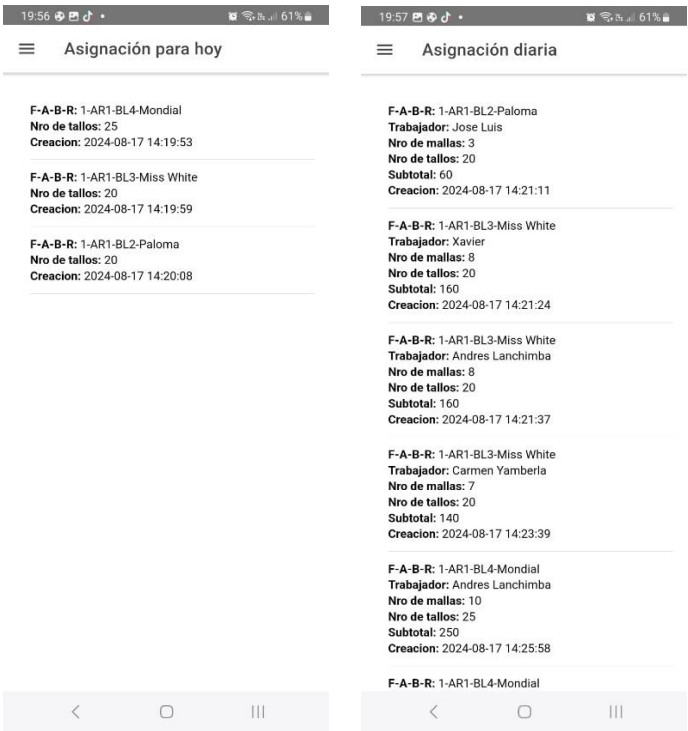 19:56
61%
Asignación para hoy
F-A-B-R: 1-AR1-BL4-Mondial
Nro de tallos: 25
Creacion: 2024-08-17 14:19:53
F-A-B-R: 1-AR1-BL3-Miss White
Nro de tallos: 20
Creacion: 2024-08-17 14:19:59
F-A-B-R: 1-AR1-BL2-Paloma
Nro de tallos: 20
Creacion: 2024-08-17 14:20:08
19:57
61%
Asignación diaria
F-A-B-R: 1-AR1-BL2-Paloma
Trabajador: Jose Luis
Nro de mallas: 3
Nro de tallos: 20
Subtotal: 60
Creacion: 2024-08-17 14:21:11
F-A-B-R: 1-AR1-BL3-Miss White
Trabajador: Xavier
Nro de mallas: 8
Nro de tallos: 20
Subtotal: 160
Creacion: 2024-08-17 14:21:24
F-A-B-R: 1-AR1-BL3-Miss White
Trabajador: Andres Lanchimba
Nro de mallas: 8
Nro de tallos: 20
Subtotal: 160
Creacion: 2024-08-17 14:21:37
F-A-B-R: 1-AR1-BL3-Miss White
Trabajador: Carmen Yamberla
Nro de mallas: 7
Nro de tallos: 20
Subtotal: 140
Creacion: 2024-08-17 14:23:39
F-A-B-R: 1-AR1-BL4-Mondial
Trabajador: Andres Lanchimba
Nro de mallas: 10
Nro de tallos: 25
Subtotal: 250
Creacion: 2024-08-17 14:25:58
F-A-B-R: 1-AR1-BL4-Mondial